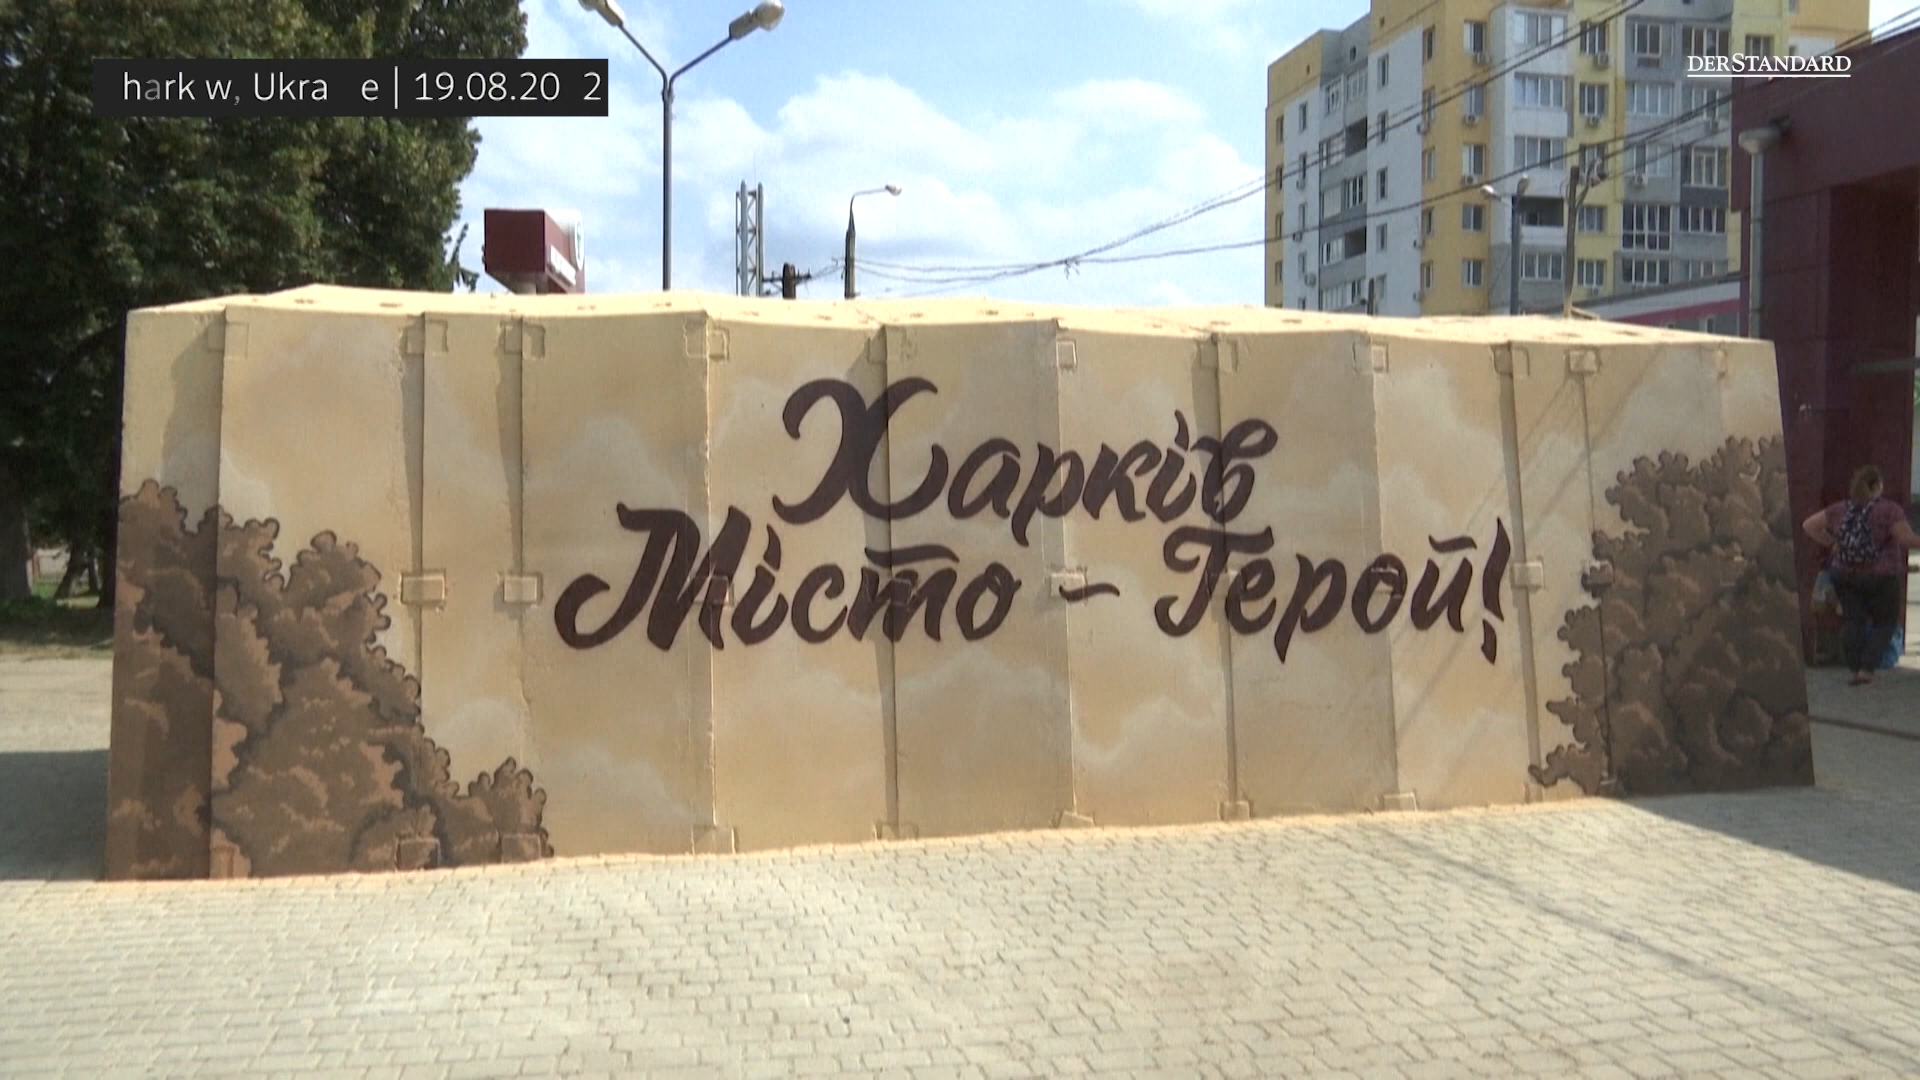 hark w, Ukra e | 19.08.20 2
DERSTANDARD
Харків
Місто - Герой!